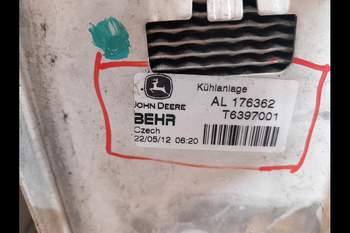 Kühlanlage
JOHN DEERE
AL 176362
BEHR
T6397001
Czech
22/05/12 06:20